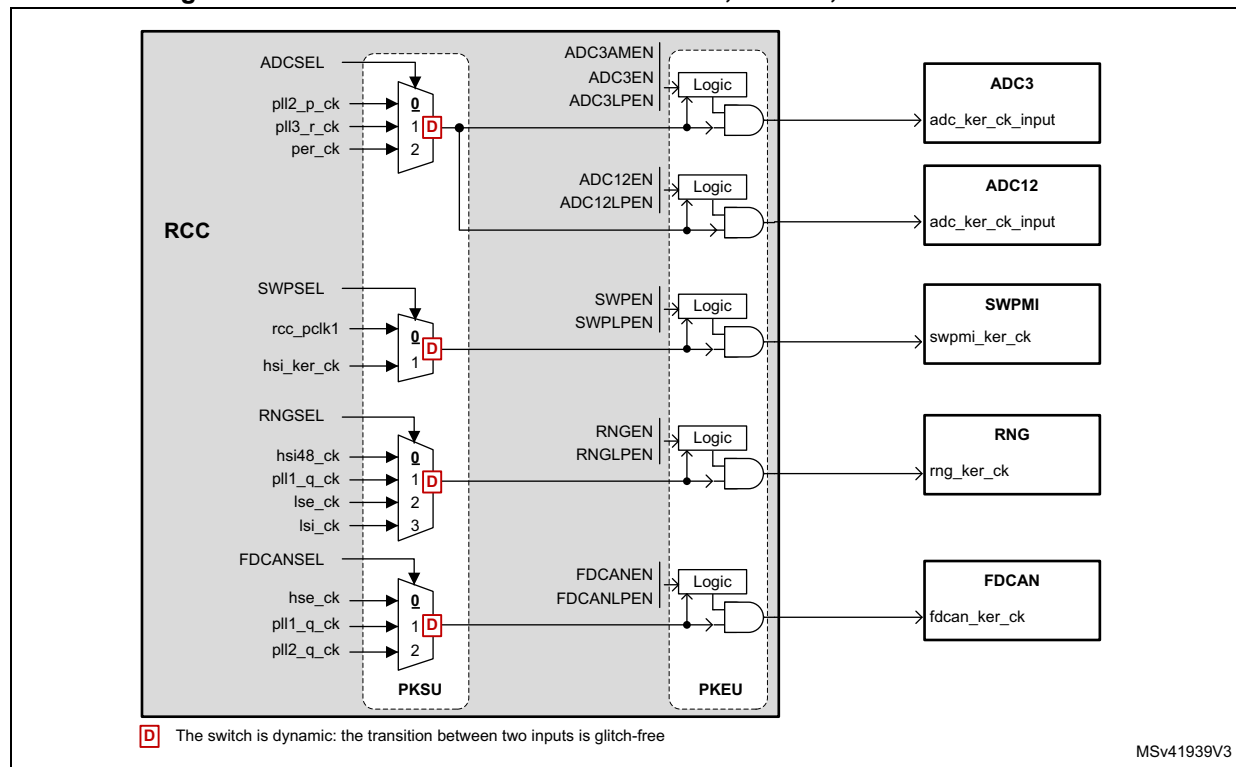 ADCSEL
pll2_p_ck
pll3_r_ck
per_ck
0
1 D
2
ADC3AMEN
ADC3EN
ADC3LPEN
Logic
ADC3
adc_ker_ck_input
ADC12EN
ADC12LPEN
Logic
ADC12
adc_ker_ck_input
RCC
SWPSEL
rcc_pclk1
hsi_ker_ck
0
D
1
SWPEN
SWPLPEN
Logic
SWPMI
swpmi_ker_ck
RNGSEL
hsi48_ck
pll1_q_ck
lse_ck
lsi_ck
0
1 D
2
3
RNGEN
RNGLPEN
Logic
RNG
rng_ker_ck
FDCANSEL
hse_ck
pll1_q_ck
pll2_q_ck
0
1 D
2
FDCANEN
FDCANLPEN
Logic
FDCAN
fdcan_ker_ck
PKSU
PKEU
D The switch is dynamic: the transition between two inputs is glitch-free
MSv41939V3